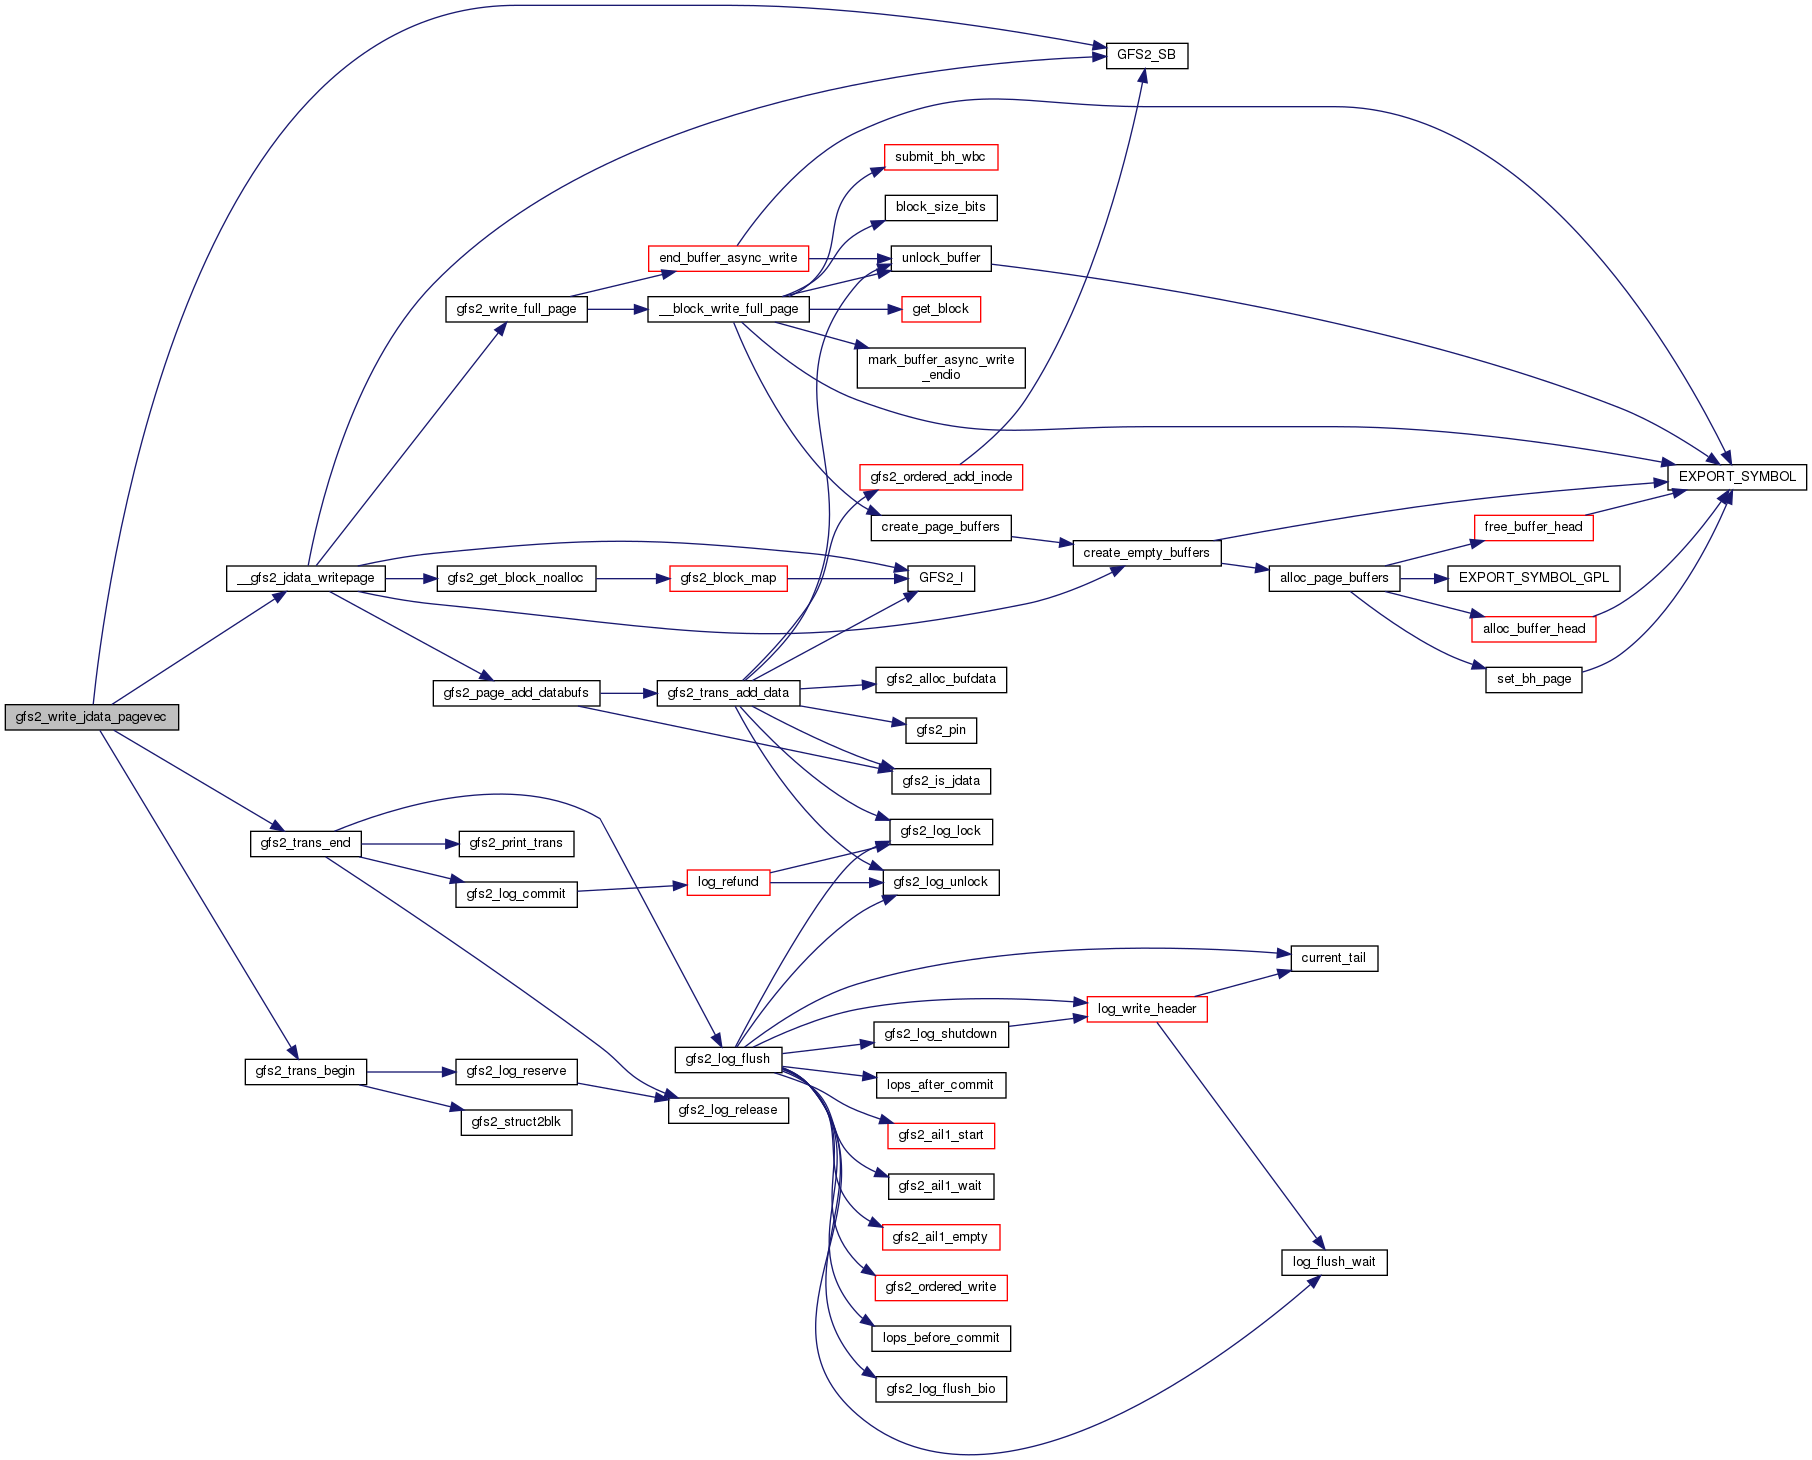 GFS2_SB
submit_bh_wbc
block_size_bits
end_buffer_async_write
unlock_buffer
gfs2_write_full_page
__block_write_full_page
get_block
mark_buffer_async_write
_endio
gfs2_ordered_add_inode
EXPORT_SYMBOL
create_page_buffers
free_buffer_head
create_empty_buffers
__gfs2_jdata_writepage
gfs2_get_block_noalloc
gfs2_block_map
GFS2_I
alloc_page_buffers
EXPORT_SYMBOL_GPL
alloc_buffer_head
gfs2_page_add_databufs
gfs2_trans_add_data
gfs2_alloc_bufdata
set_bh_page
gfs2_write_jdata_pagevec
gfs2_pin
gfs2_is_jdata
gfs2_log_lock
gfs2_trans_end
gfs2_print_trans
gfs2_log_commit
log_refund
gfs2_log_unlock
current_tail
log_write_header
gfs2_log_shutdown
gfs2_log_flush
gfs2_trans_begin
gfs2_log_reserve
lops_after_commit
gfs2_log_release
gfs2_struct2blk
gfs2_ail1_start
gfs2_ail1_wait
gfs2_ail1_empty
log_flush_wait
gfs2_ordered_write
lops_before_commit
gfs2_log_flush_bio